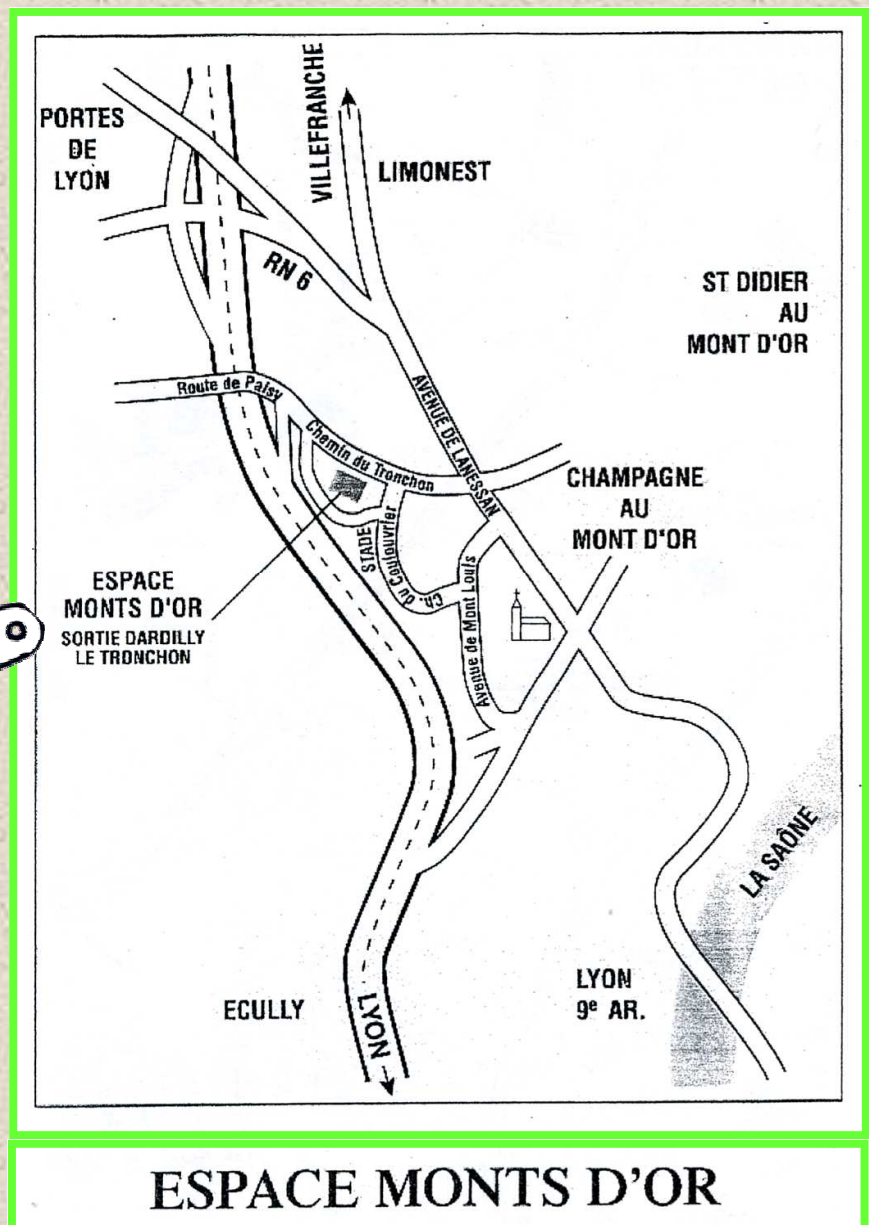 PORTES
DE
LYON
VILLEFRANCHE
LIMONEST
RN 6
ST DIDIER
AU
MONT D'OR
Route de Paisy
AVENUE DE LANESSAN
Chemin du Tronchon
CHAMPAGNE
AU
MONT D'OR
STADE
Ch. du Coulouvrier
Avenue de Mont Louis
ESPACE
MONTS D'OR
SORTIE DARDILLY
LE TRONCHON
LA SAÔNE
LYON
9e AR.
ECULLY
LYON
ESPACE MONTS D'OR